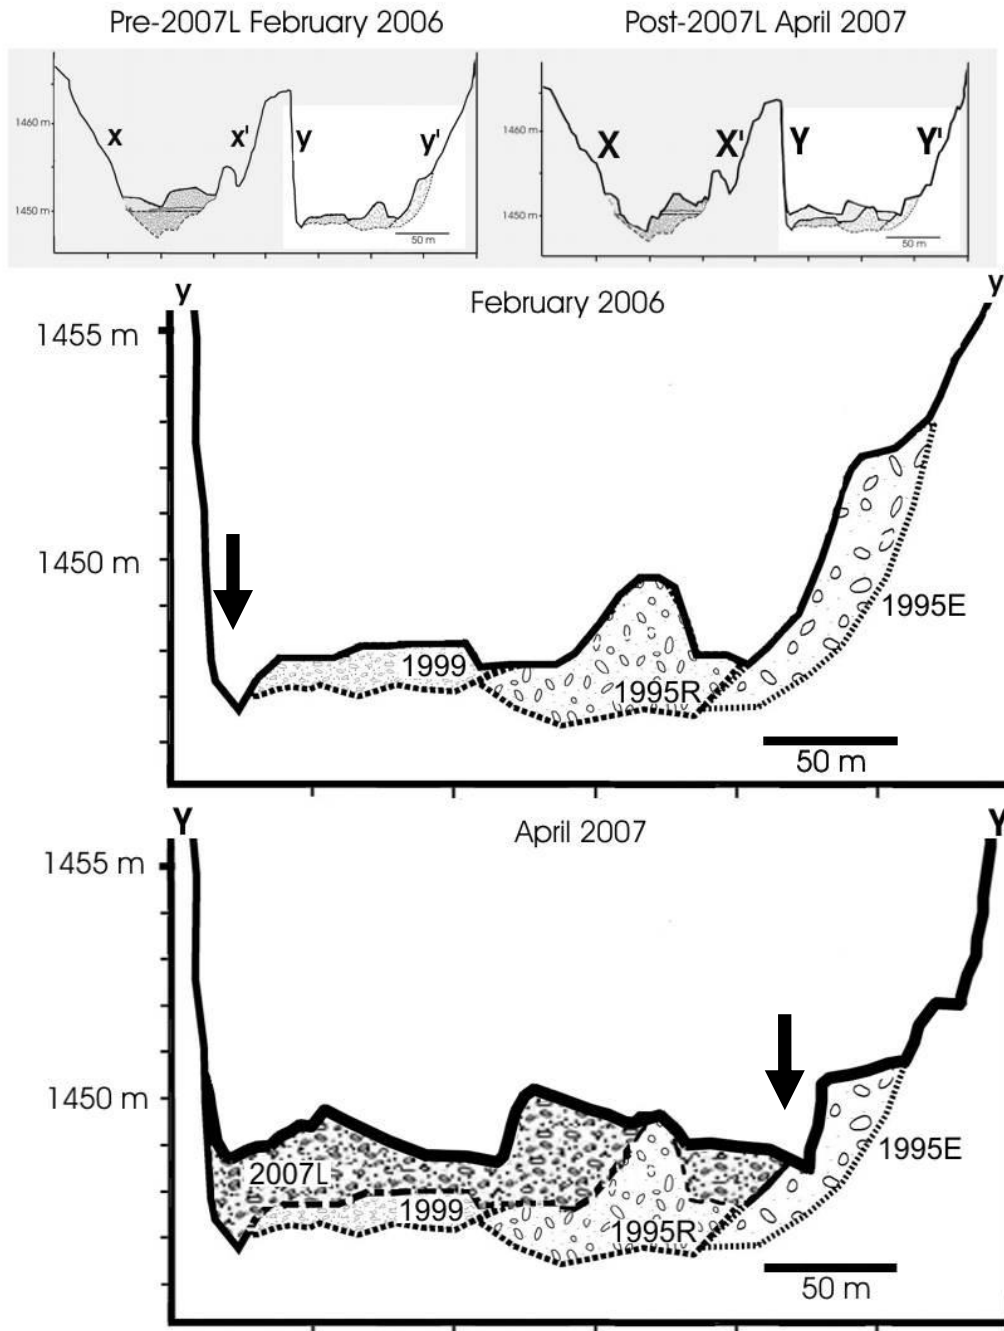 Pre-2007L February 2006
Post-2007L April 2007
1460 m
1450 m
x
x'
y
y'
50 m
1460 m
1450 m
X
X'
Y
Y'
50 m
y
February 2006
y
1455 m
1450 m
1999
1995R
1995E
50 m
Y
April 2007
Y
1455 m
1450 m
2007L
1999
1995R
1995E
50 m